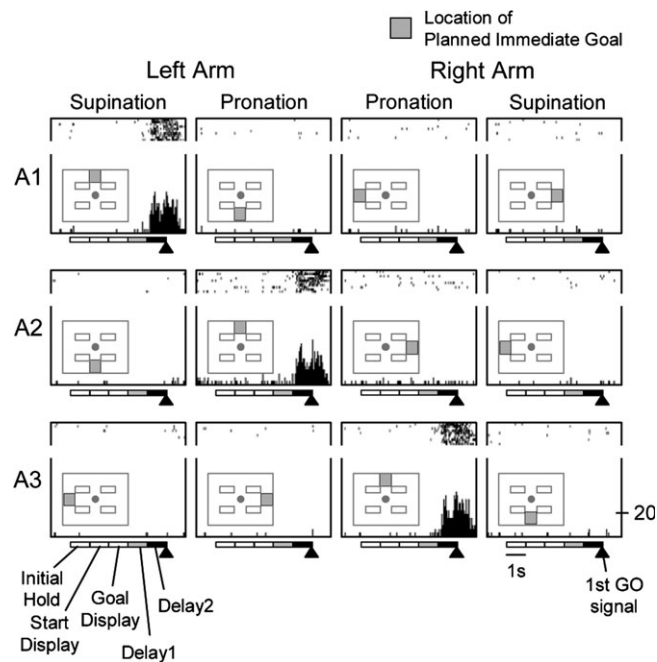 Location of
Planned Immediate Goal
Left Arm
Right Arm
Supination
Pronation
Pronation
Supination
A1
A2
A3
20
Initial
Hold
Start
Display
Goal
Display
Delay1
Delay2
1s
1st GO
signal